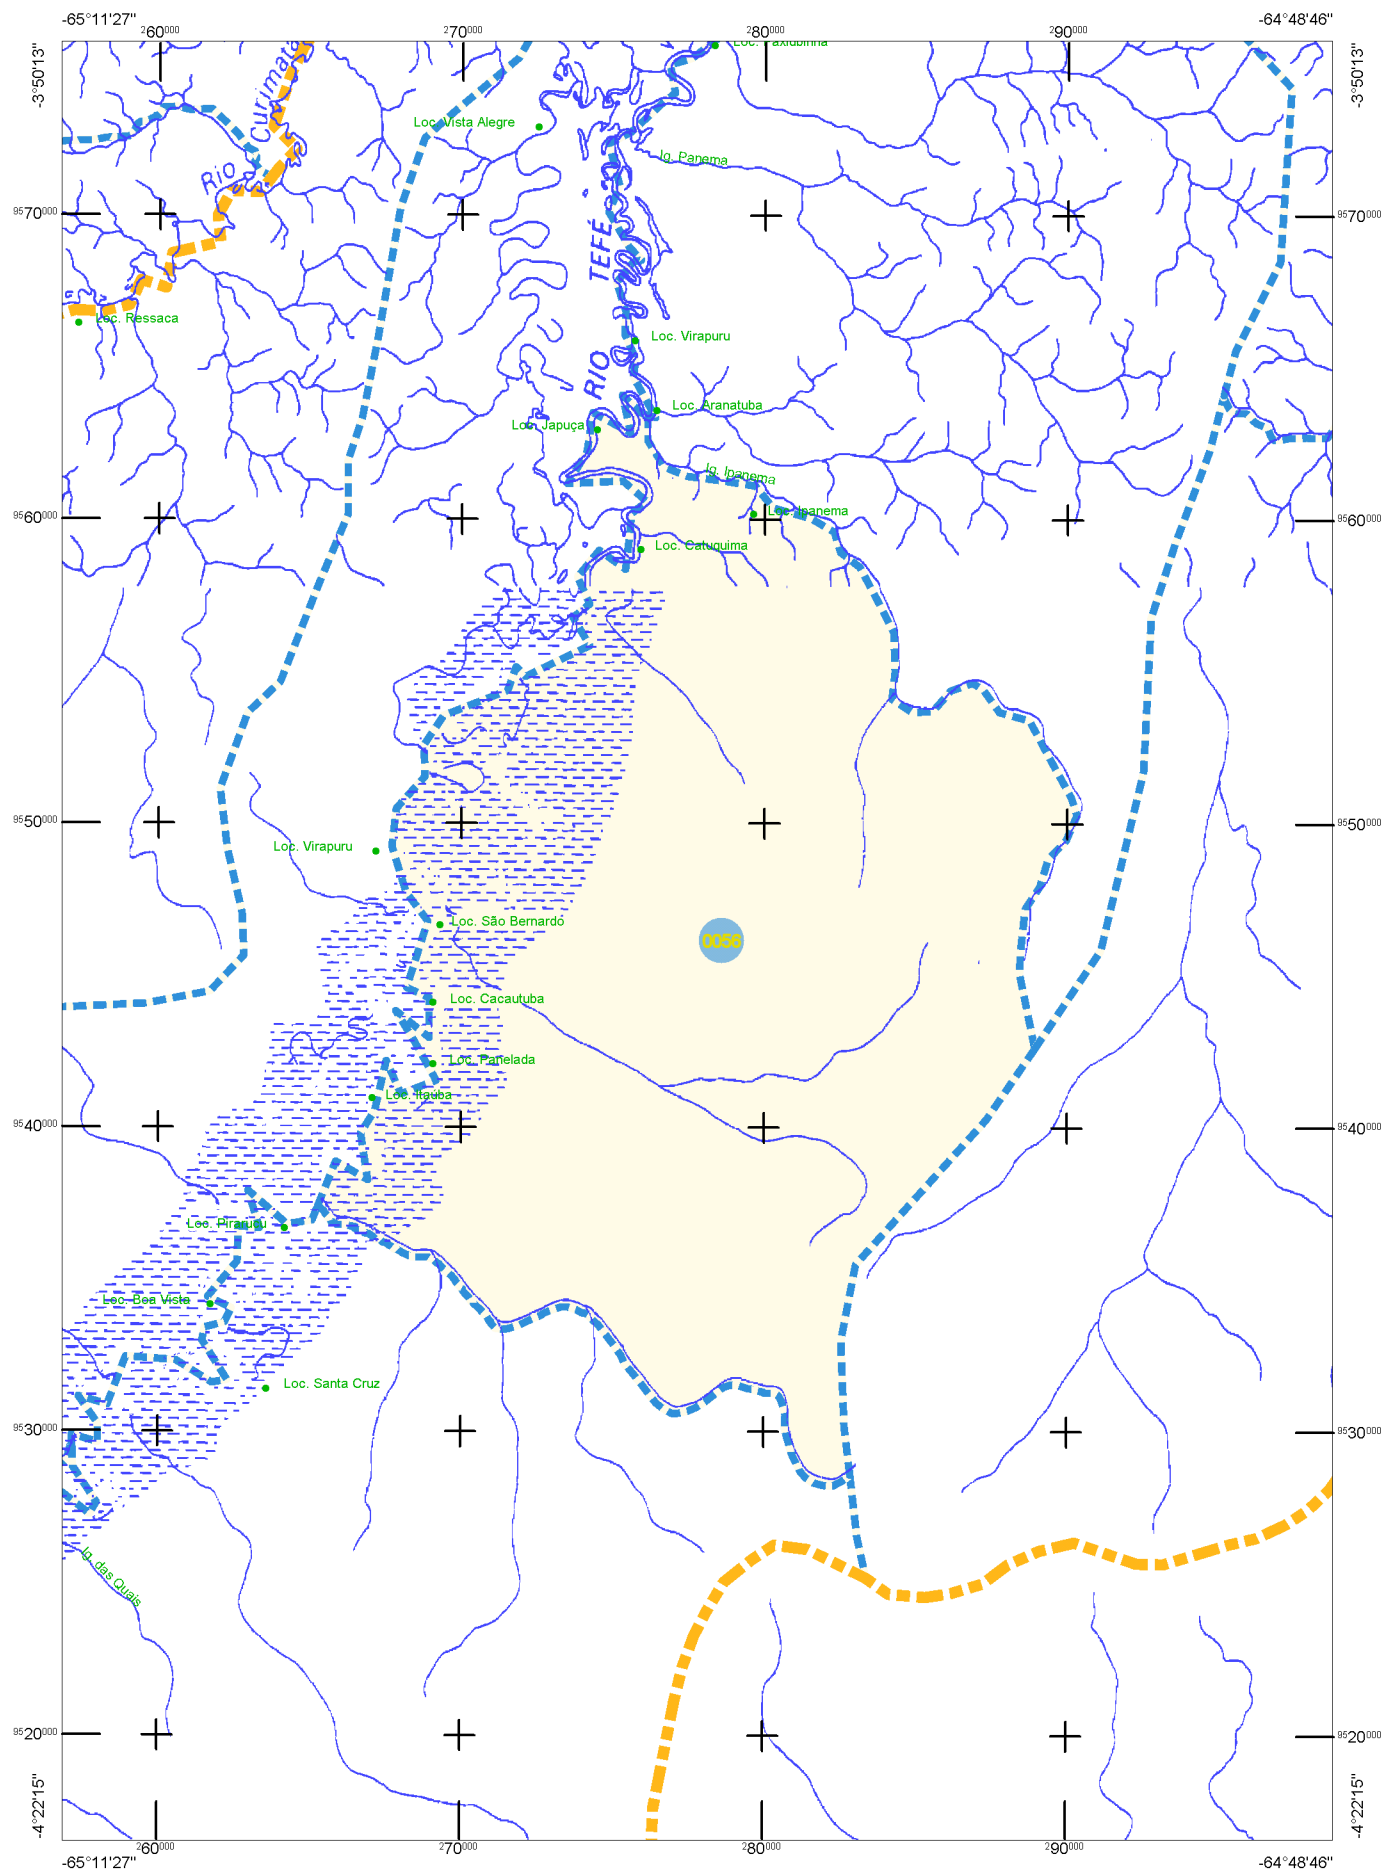 -65°11'27"
-64°48'46"
260000
270000
280000
290000
-3°50'13"
-3°50'13"
Loc. Vista Alegre
Rio Curimatá
Ig. Panema
9570000
9570000
RIO TEFÉ
Loc. Ressaca
Loc. Virapuru
Loc. Aranatuba
Loc. Japuça
Ig. Ipanema
Loc. Ipanema
9560000
9560000
Loc. Catuquima
9550000
9550000
Loc. Virapuru
Loc. São Bernardo
0056
Loc. Cacautuba
Loc. Panelada
Loc. Itaúba
9540000
9540000
Loc. Pirarucu
Loc. Boa Vista
Loc. Santa Cruz
9530000
9530000
Ig. das Quais
9520000
9520000
-4°22'15"
-4°22'15"
260000
270000
280000
290000
-65°11'27"
-64°48'46"